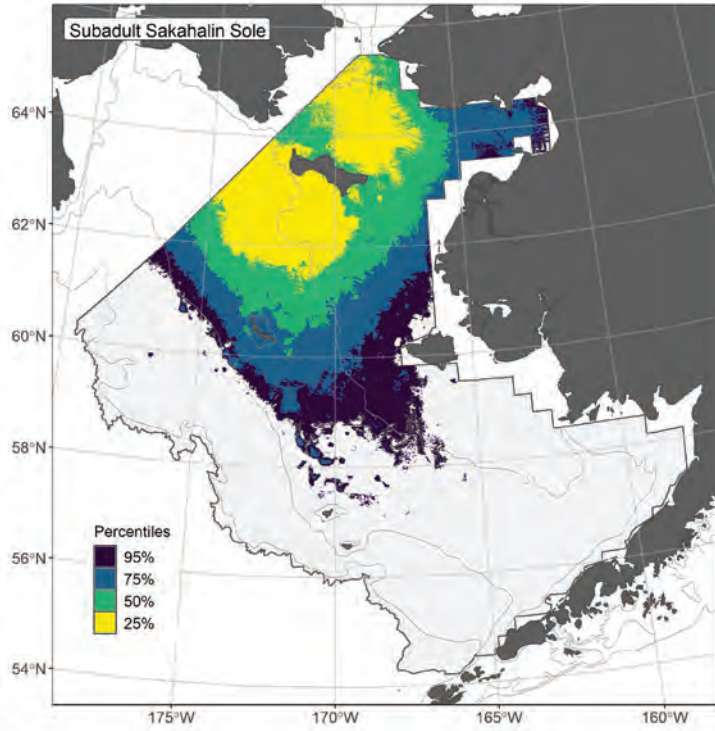 Subadult Sakahalin Sole
64°N
62°N
60°N
58°N
56°N
54°N
Percentiles
95%
75%
50%
25%
175°W
170°W
165°W
160°W